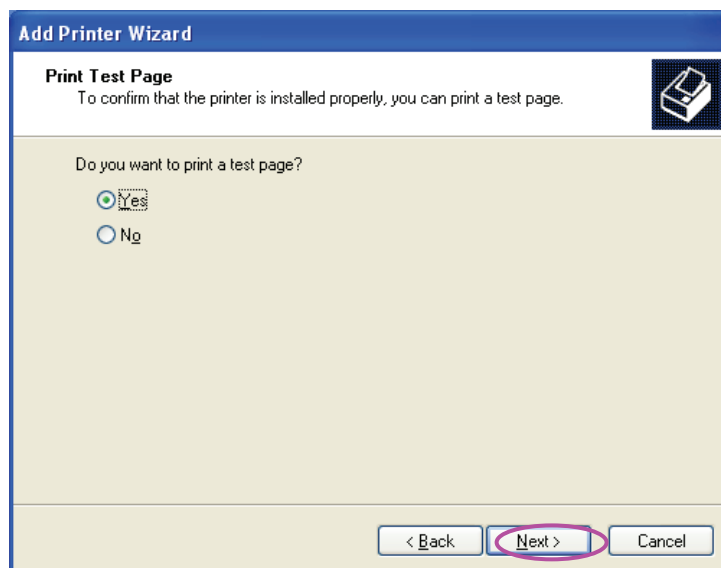 Add Printer Wizard
Print Test Page
To confirm that the printer is installed properly, you can print a test page.
Do you want to print a test page?
Yes
No
< Back Next > Cancel